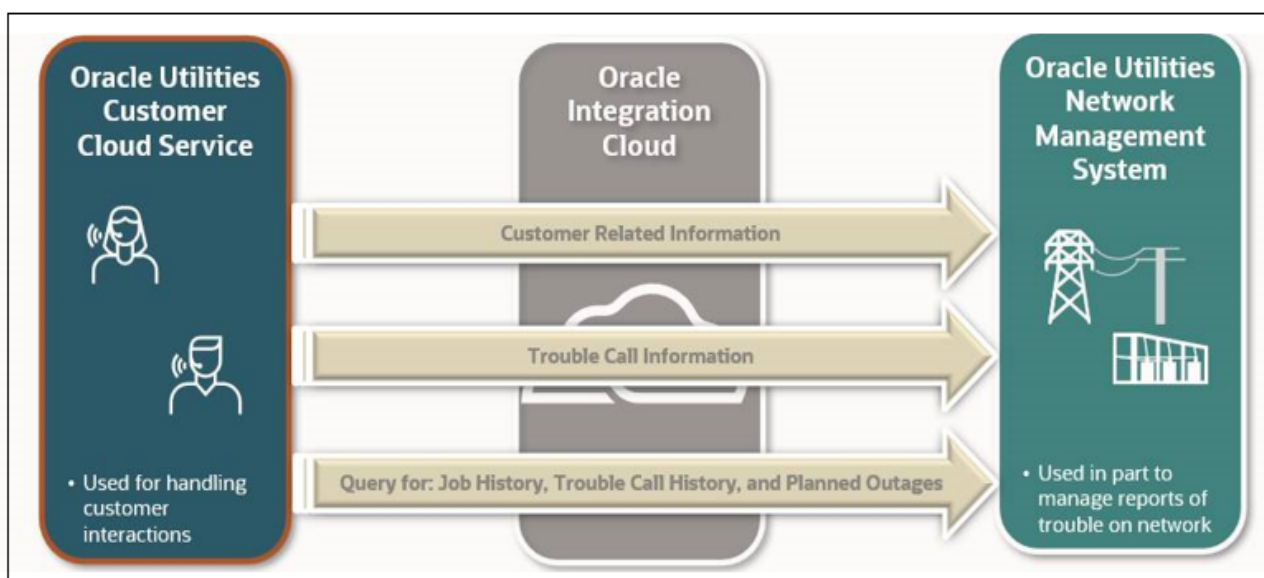 Oracle Utilities
Customer
Cloud Service
• Used for handling
customer
interactions
Oracle
Integration
Cloud
Customer Related Information
Trouble Call Information
Query for: Job History, Trouble Call History, and Planned Outages
Oracle Utilities
Network
Management
System
• Used in part to
manage reports of
trouble on network